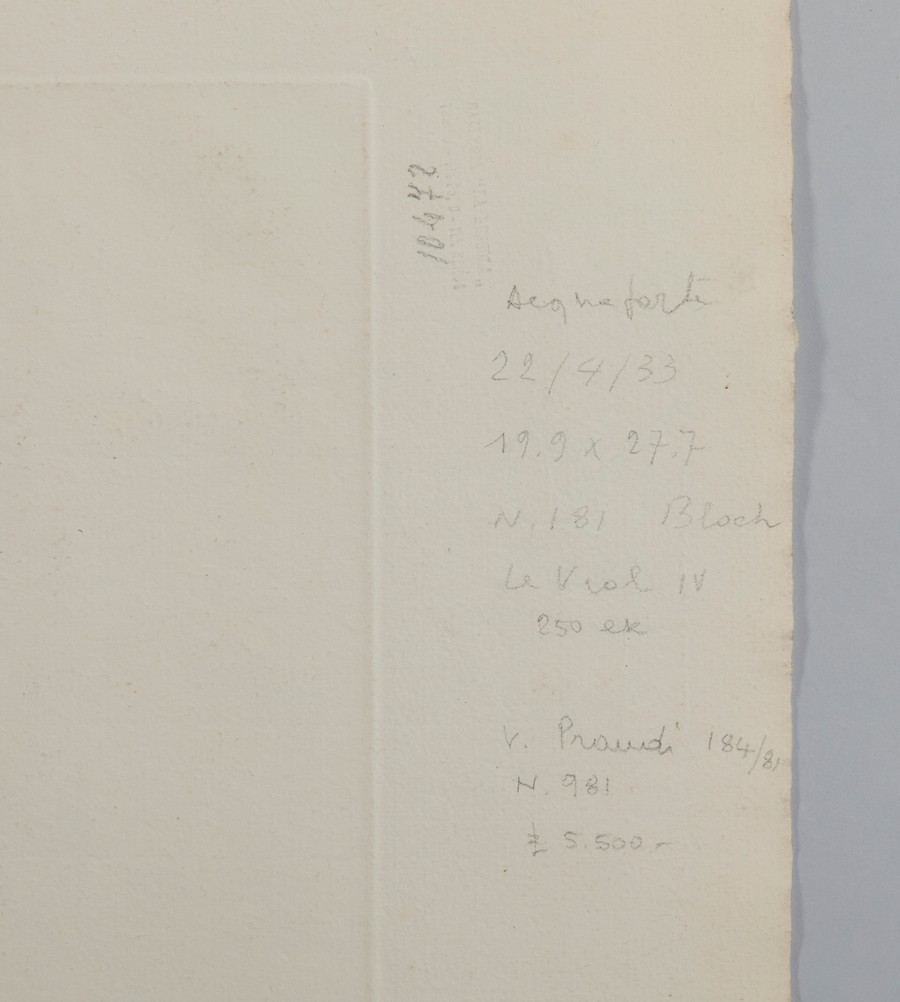 10472
Acquaforte
22/4/33
19.9 x 27.7
N. 181 Bloch
Le Viol IV
250 ex
V. Prandi 184/81
N. 981
£ 5.500.-